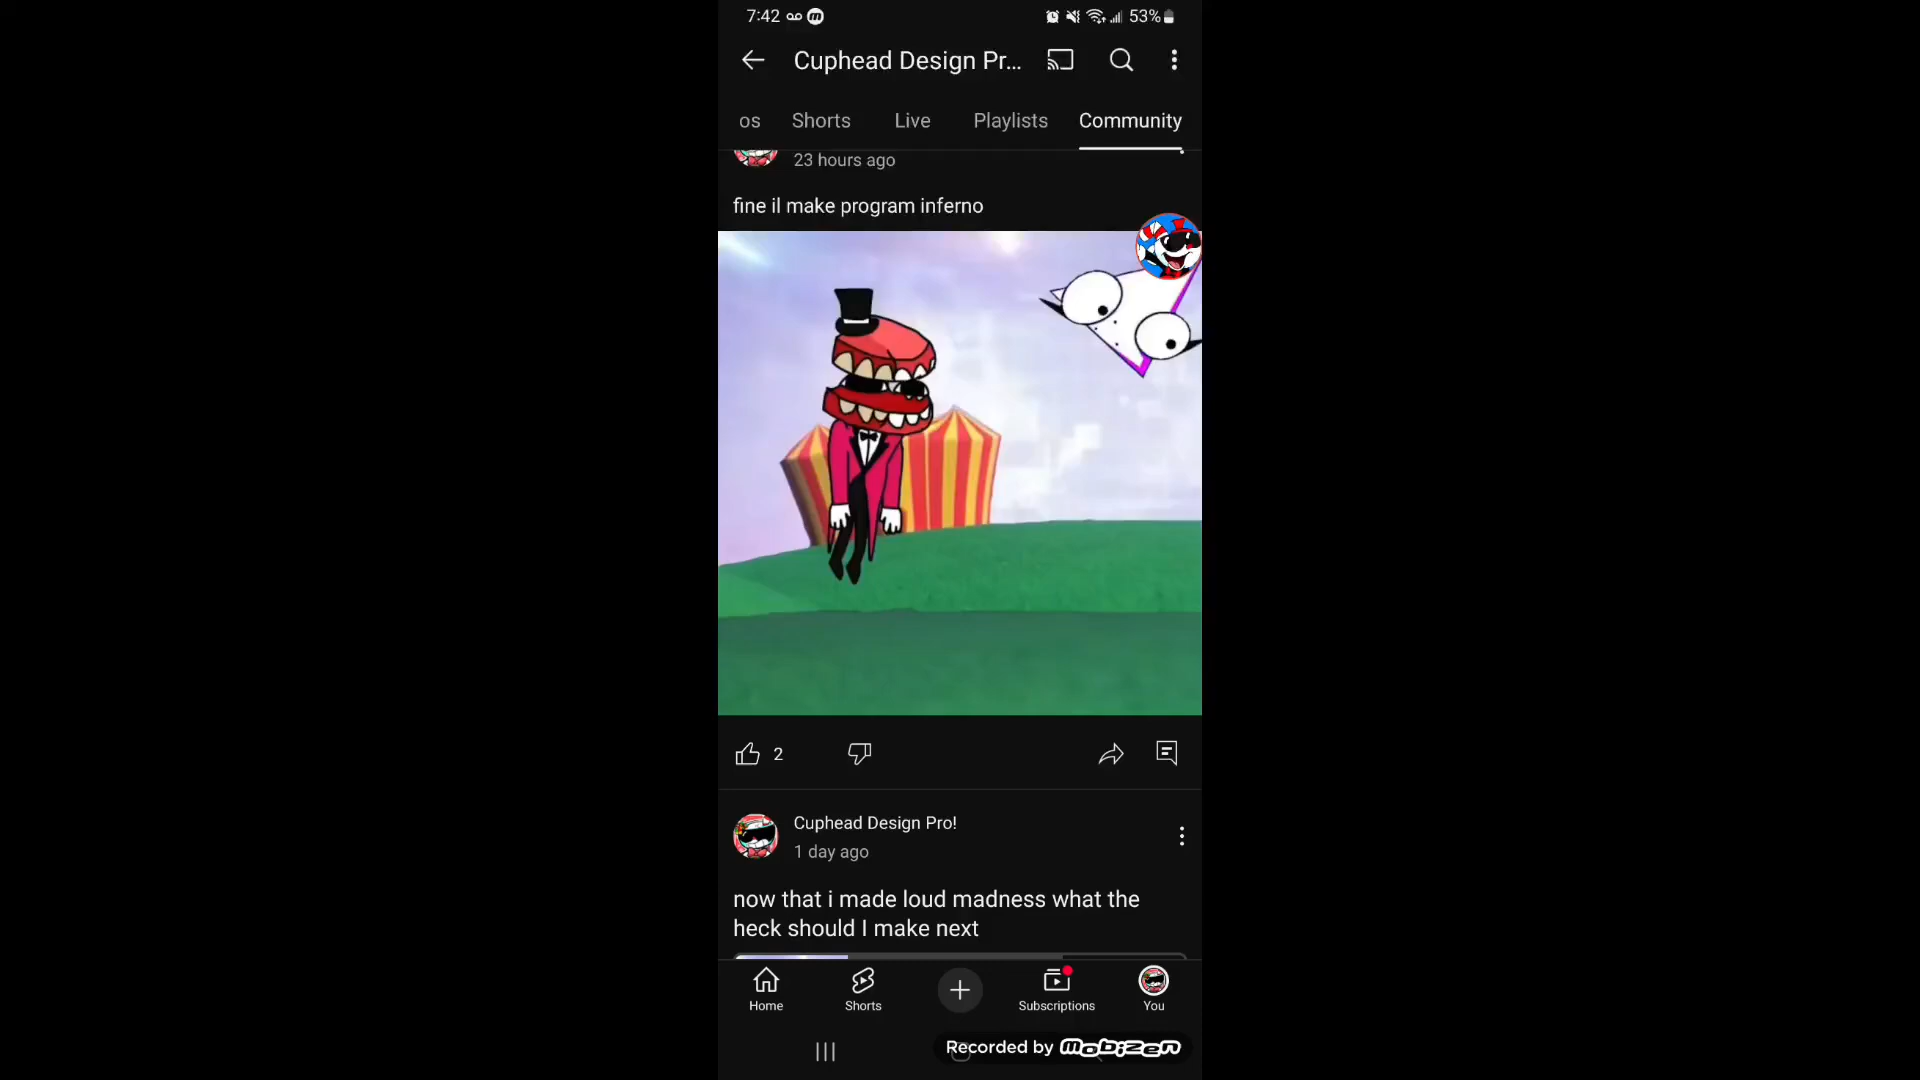 7:42
53%
Cuphead Design Pr...
os Shorts Live Playlists Community
23 hours ago
fine il make program inferno
2
Cuphead Design Pro!
1 day ago
now that i made loud madness what the
heck should I make next
Home Shorts Subscriptions You
Recorded by Mobizen